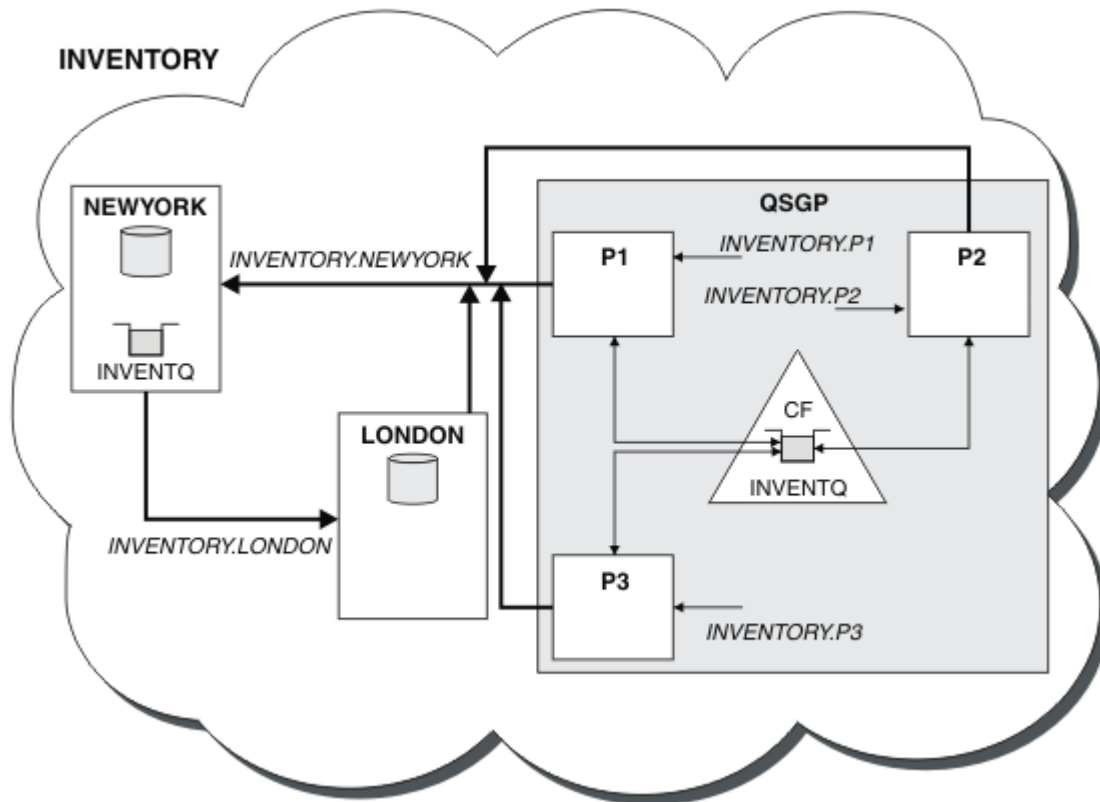 INVENTORY
QSGP
NEWYORK
P1
INVENTORY.P1
P2
INVENTORY.NEWYORK
INVENTORY.P2
INVENTQ
CF
LONDON
INVENTQ
INVENTORY.LONDON
P3
INVENTORY.P3